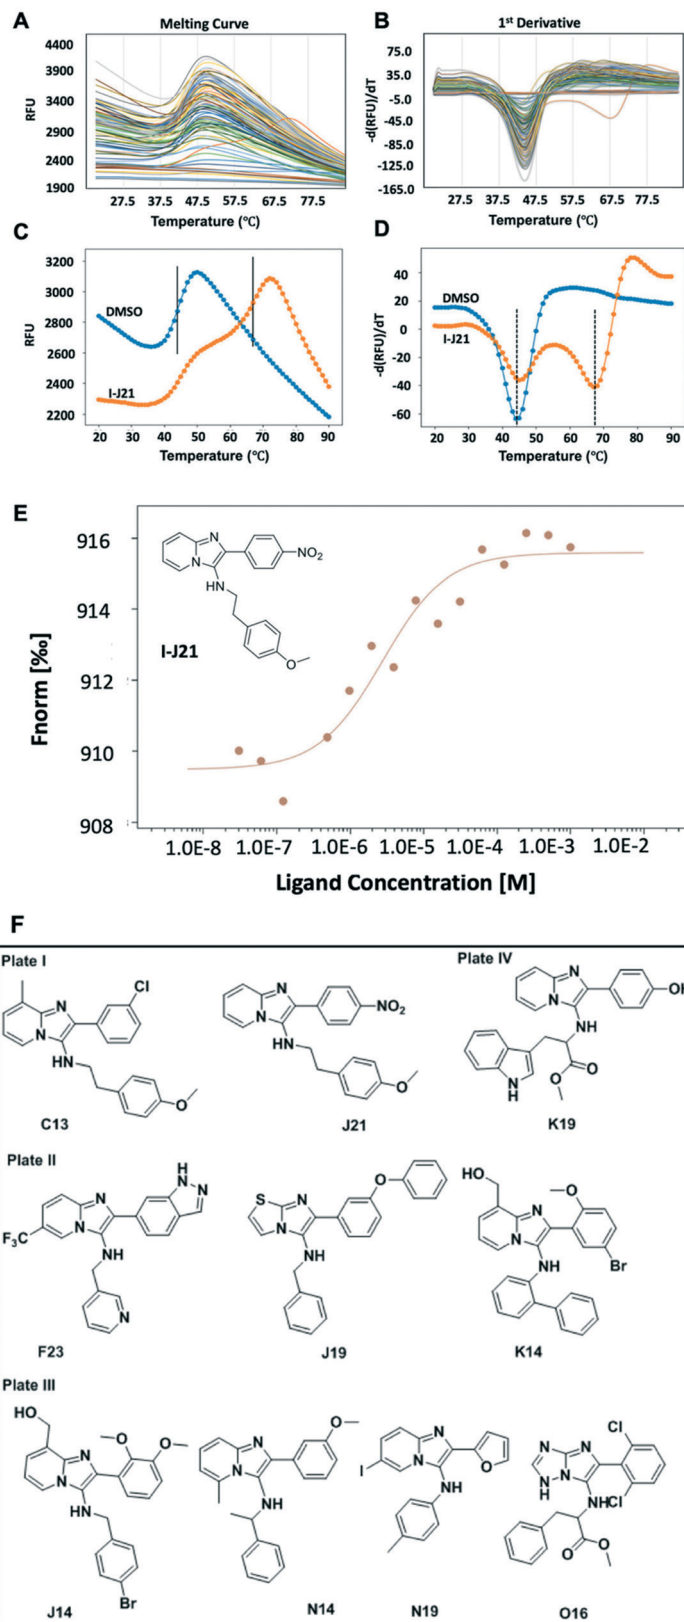 A
Melting Curve
4400
3900
3400
2900
2400
1900
RFU
27.5 37.5 47.5 57.5 67.5 77.5
Temperature (°C)
B
1st Derivative
75.0
35.0
-5.0
-45.0
-85.0
-125.0
-165.0
-d(RFU)/dT
27.5 37.5 47.5 57.5 67.5 77.5
Temperature (°C)
C
3200
3000
2800
2600
2400
2200
RFU
DMSO
I-J21
20 30 40 50 60 70 80 90
Temperature (°C)
D
40
20
0
-20
-40
-60
-d(RFU)/dT
DMSO
I-J21
20 30 40 50 60 70 80 90
Temperature (°C)
E
916
914
912
910
908
Fnorm [‰]
N
N
NO2
HN
O
I-J21
1.0E-8 1.0E-7 1.0E-6 1.0E-5 1.0E-4 1.0E-3 1.0E-2
Ligand Concentration [M]
F
Plate I
Plate IV
N
Cl
N
HN
O
C13
N
N
NO2
HN
O
J21
N
N
OH
NH
N
H
O
O
K19
Plate II
H
N
N
N
N
F3C
NH
N
F23
S
N
N
O
NH
J19
HO
N
N
O
Br
NH
K14
Plate III
HO
N
N
O
O
HN
Br
J14
N
N
O
HN
N14
I
N
N
O
NH
N19
N
N
N
N
H
Cl
Cl
NH
O
O
O16